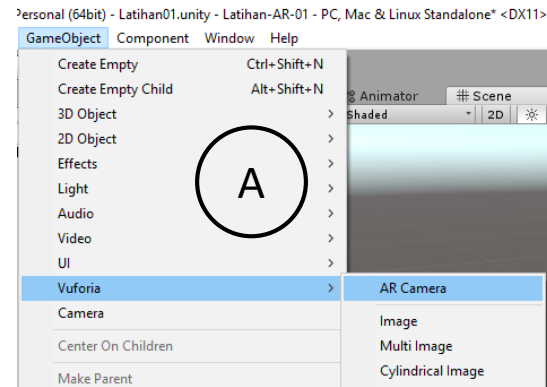 Personal (64bit) - Latihan01.unity - Latihan-AR-01 - PC, Mac & Linux Standalone* <DX11>
GameObject Component Window Help
Create Empty Ctrl+Shift+N
Create Empty Child Alt+Shift+N
3D Object >
2D Object >
Effects >
Light >
Audio >
Video >
UI >
Vuforia >
Camera
Center On Children
Make Parent
A
Animator # Scene
Shaded 2D
AR Camera
Image
Multi Image
Cylindrical Image